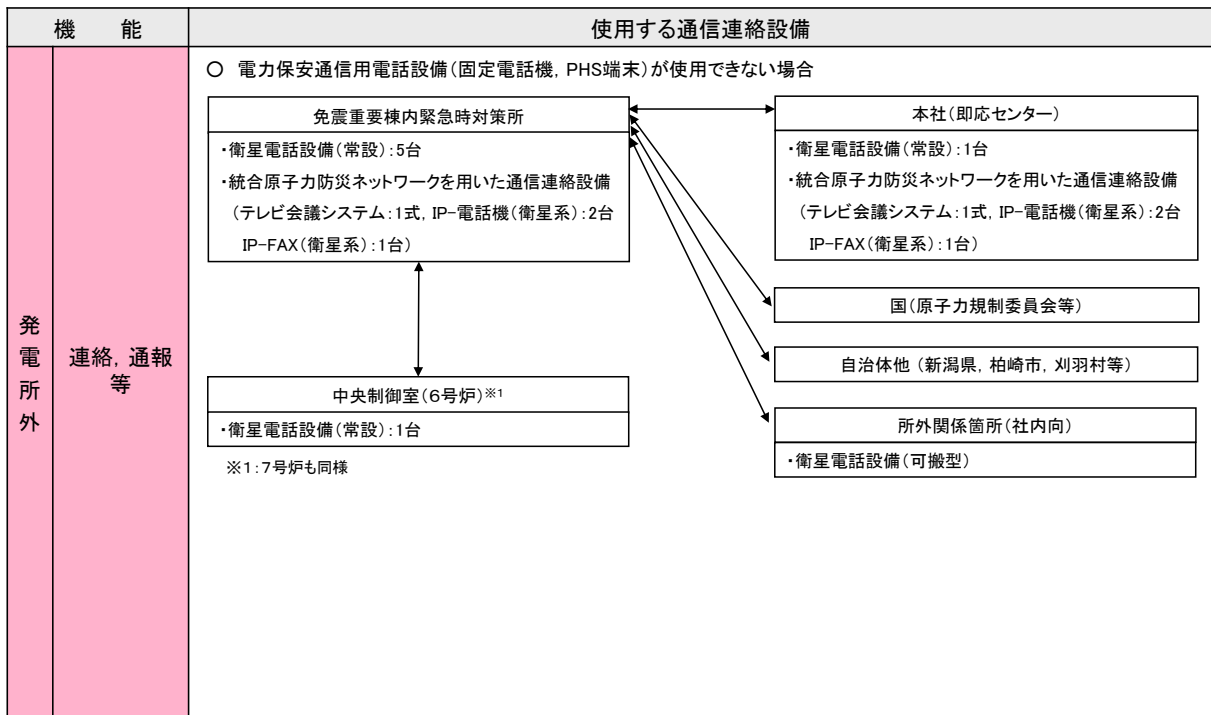 機　能
使用する通信連絡設備
発電所外
連絡, 通報
等
○ 電力保安通信用電話設備(固定電話機, PHS端末)が使用できない場合
免震重要棟内緊急時対策所
・衛星電話設備(常設):5台
・統合原子力防災ネットワークを用いた通信連絡設備
(テレビ会議システム:1式, IP-電話機(衛星系):2台
IP-FAX(衛星系):1台)
中央制御室(6号炉)※1
・衛星電話設備(常設):1台
※1:7号炉も同様
本社(即応センター)
・衛星電話設備(常設):1台
・統合原子力防災ネットワークを用いた通信連絡設備
(テレビ会議システム:1式, IP-電話機(衛星系):2台
IP-FAX(衛星系):1台)
国(原子力規制委員会等)
自治体他 (新潟県, 柏崎市, 刈羽村等)
所外関係箇所(社内向)
・衛星電話設備(可搬型)